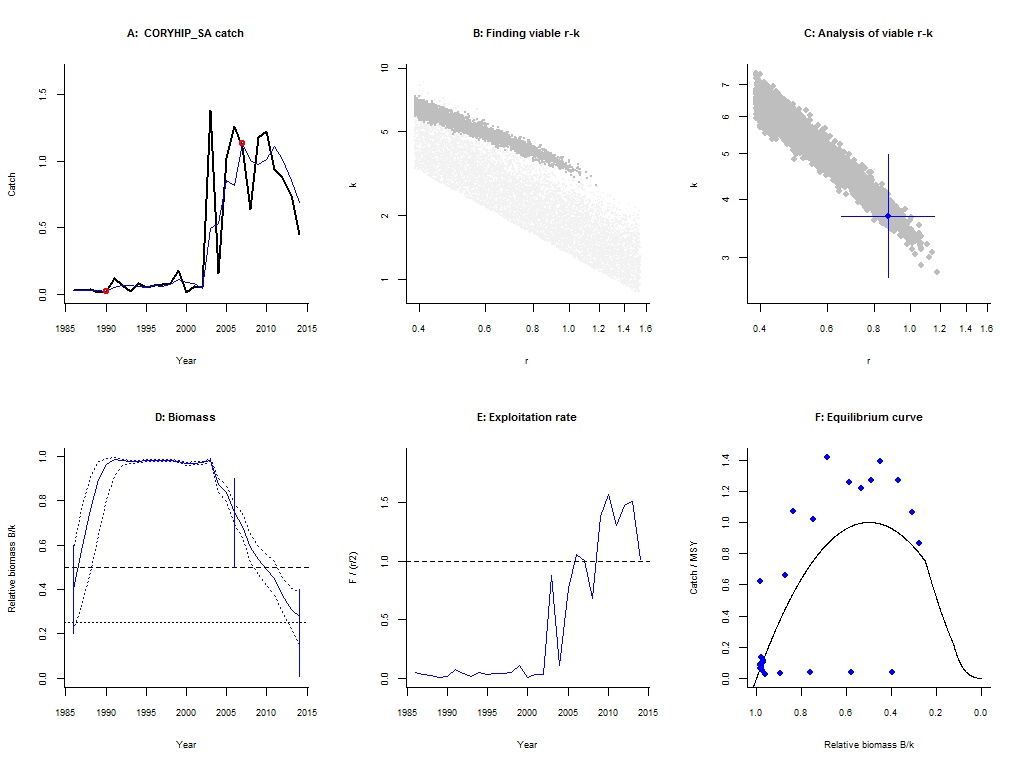 A: CORYHIP_SA catch
B: Finding viable r-k
C: Analysis of viable r-k
Catch
0.0 0.5 1.0 1.5
1985 1990 1995 2000 2005 2010 2015
Year
k
1 2 5 10
0.4 0.6 0.8 1.0 1.2 1.4 1.6
r
k
3 4 5 6 7
0.4 0.6 0.8 1.0 1.2 1.4 1.6
r
D: Biomass
E: Exploitation rate
F: Equilibrium curve
Relative biomass B/k
0.0 0.2 0.4 0.6 0.8 1.0
1985 1990 1995 2000 2005 2010 2015
Year
F / (r/2)
0.0 0.5 1.0 1.5
1985 1990 1995 2000 2005 2010 2015
Year
Catch / MSY
0.0 0.2 0.4 0.6 0.8 1.0 1.2 1.4
1.0 0.8 0.6 0.4 0.2 0.0
Relative biomass B/k